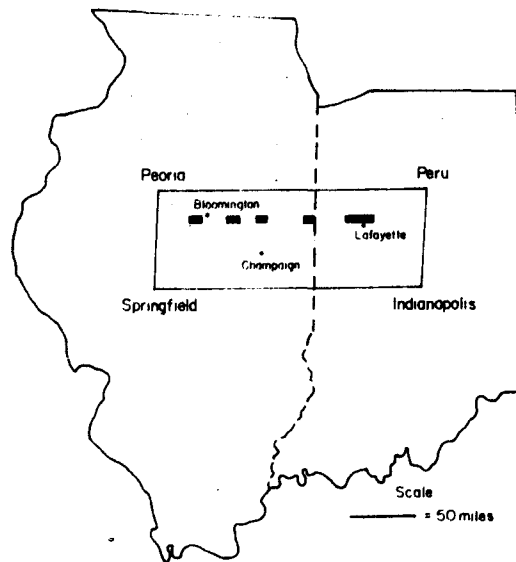 Peoria
Peru
Bloomington
Lafayette
Champaign
Springfield
Indianapolis
Scale
= 50 miles